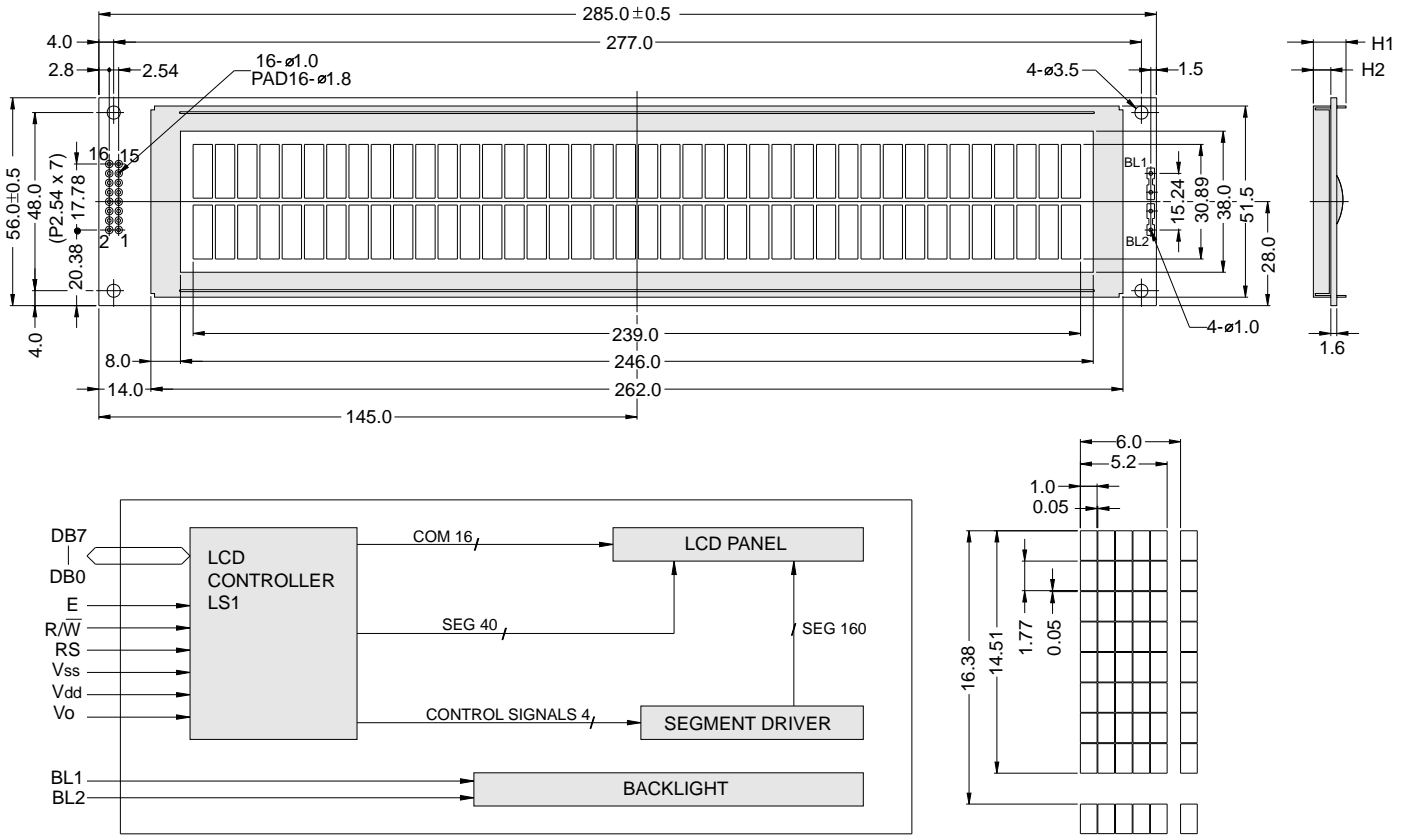 285.0±0.5
4.0
277.0
H1
2.8
2.54
16-ø1.0
PAD16-ø1.8
4-ø3.5
1.5
H2
56.0±0.5
48.0
(P2.54 x 7)
17.78
20.38
4.0
16
15
2
1
BL1
BL2
15.24
30.89
38.0
51.5
28.0
4-ø1.0
1.6
239.0
8.0
246.0
14.0
262.0
145.0
DB7
DB0
E
R/W̅
RS
Vss
Vdd
Vo
BL1
BL2
LCD
CONTROLLER
LS1
COM 16
LCD PANEL
SEG 40
SEG 160
CONTROL SIGNALS 4
SEGMENT DRIVER
BACKLIGHT
6.0
5.2
1.0
0.05
16.38
14.51
1.77
0.05